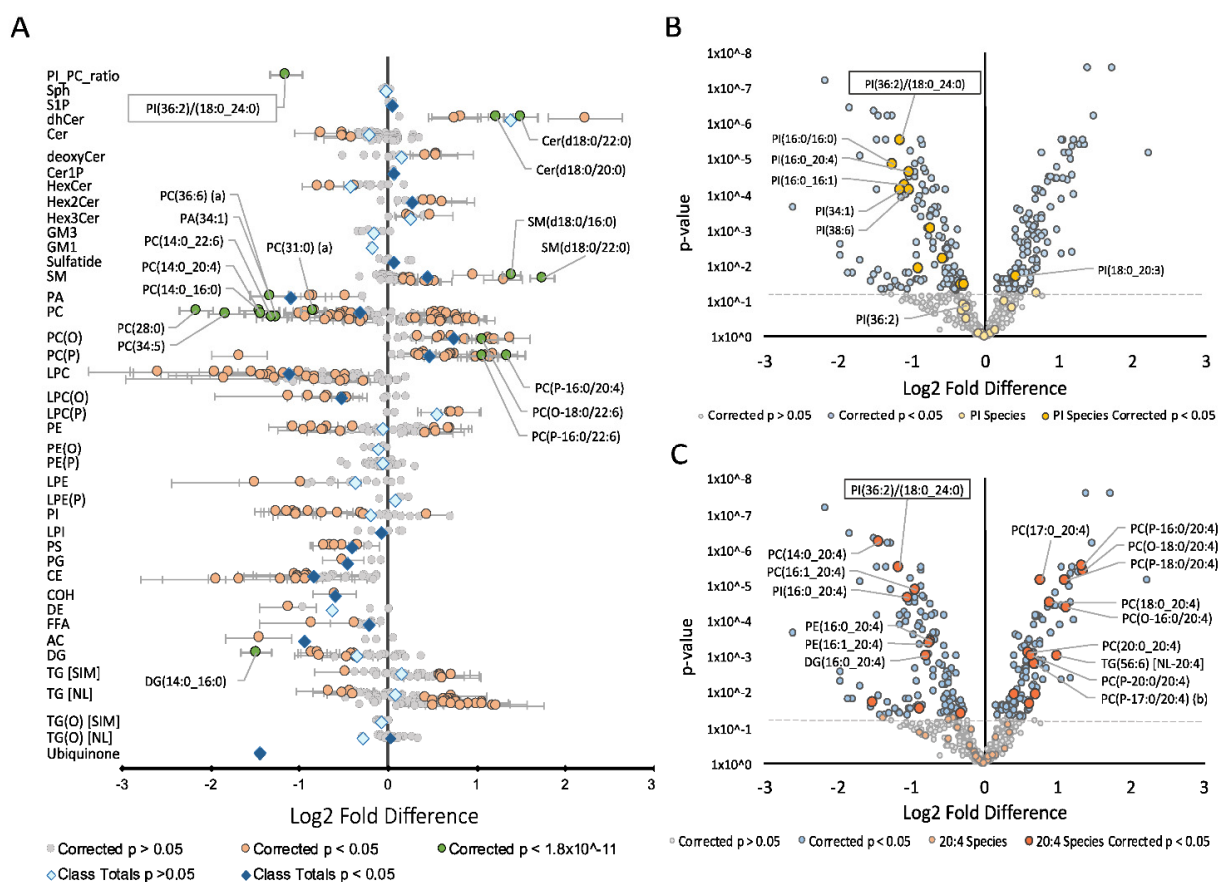 A
PI_PC_ratio
Sph
S1P
dhCer
Cer
deoxyCer
Cer1P
HexCer
Hex2Cer
Hex3Cer
GM3
GM1
Sulfatide
SM
PA
PC
PC(O)
PC(P)
LPC
LPC(O)
LPC(P)
PE
PE(O)
PE(P)
LPE
LPE(P)
PI
LPI
PS
PG
CE
COH
DE
FFA
AC
DG
TG [SIM]
TG [NL]
TG(O) [SIM]
TG(O) [NL]
Ubiquinone
PI(36:2)/(18:0_24:0)
Cer(d18:0/22:0)
Cer(d18:0/20:0)
PC(36:6) (a)
PA(34:1)
PC(14:0_22:6)
PC(31:0) (a)
PC(14:0_20:4)
PC(14:0_16:0)
PC(28:0)
PC(34:5)
SM(d18:0/16:0)
SM(d18:0/22:0)
PC(P-16:0/20:4)
PC(O-18:0/22:6)
PC(P-16:0/22:6)
DG(14:0_16:0)
-3 -2 -1 0 1 2 3
Log2 Fold Difference
Corrected p > 0.05 Corrected p < 0.05 Corrected p < 1.8x10^-11
Class Totals p >0.05 Class Totals p < 0.05
B
p-value
1x10^-8
1x10^-7
1x10^-6
1x10^-5
1x10^-4
1x10^-3
1x10^-2
1x10^-1
1x10^0
PI(36:2)/(18:0_24:0)
PI(16:0/16:0)
PI(16:0_20:4)
PI(16:0_16:1)
PI(34:1)
PI(38:6)
PI(18:0_20:3)
PI(36:2)
-3 -2 -1 0 1 2 3
Log2 Fold Difference
Corrected p > 0.05 Corrected p < 0.05 PI Species PI Species Corrected p < 0.05
C
p-value
1x10^-8
1x10^-7
1x10^-6
1x10^-5
1x10^-4
1x10^-3
1x10^-2
1x10^-1
1x10^0
PI(36:2)/(18:0_24:0)
PC(14:0_20:4)
PC(16:1_20:4)
PI(16:0_20:4)
PE(16:0_20:4)
PE(16:1_20:4)
DG(16:0_20:4)
PC(17:0_20:4)
PC(P-16:0/20:4)
PC(O-18:0/20:4)
PC(P-18:0/20:4)
PC(18:0_20:4)
PC(O-16:0/20:4)
PC(20:0_20:4)
TG(56:6) [NL-20:4]
PC(P-20:0/20:4)
PC(P-17:0/20:4) (b)
-3 -2 -1 0 1 2 3
Log2 Fold Difference
Corrected p > 0.05 Corrected p < 0.05 20:4 Species 20:4 Species Corrected p < 0.05